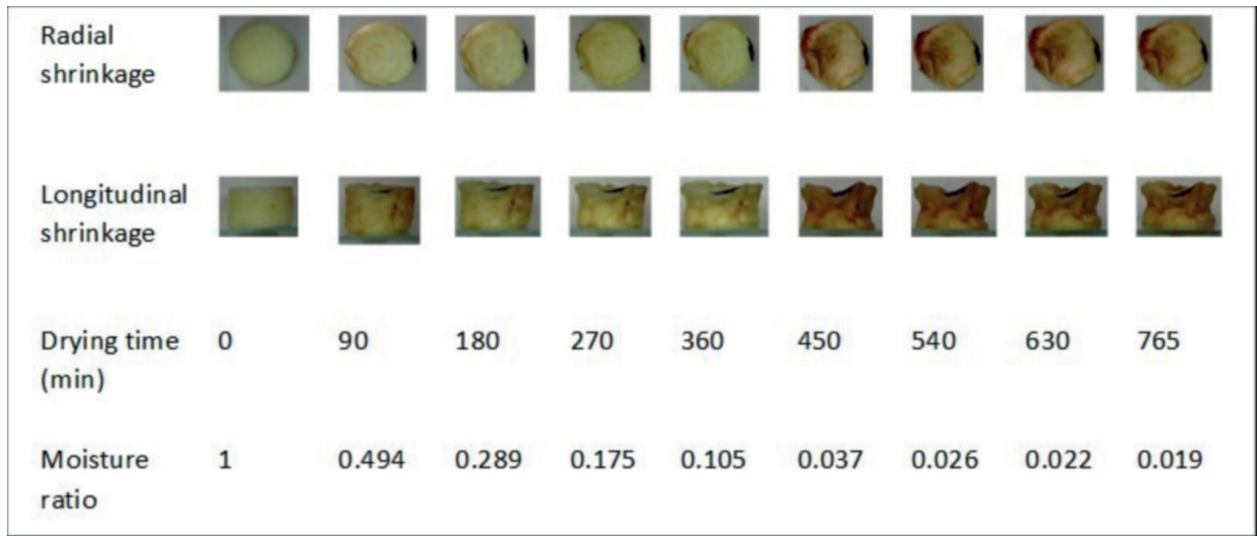 Radial
shrinkage
Longitudinal
shrinkage
Drying time 0 90 180 270 360 450 540 630 765
(min)
Moisture 1 0.494 0.289 0.175 0.105 0.037 0.026 0.022 0.019
ratio